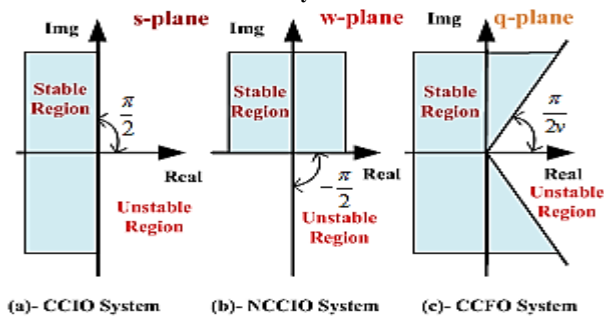 Img
s-plane
Stable
Region
π/2
Real
Unstable
Region
(a)- CCIO System
Img
w-plane
Stable
Region
-π/2
Real
Unstable
Region
(b)- NCCIO System
Img
q-plane
Stable
Region
π/2v
Real
Unstable
Region
(c)- CCFO System